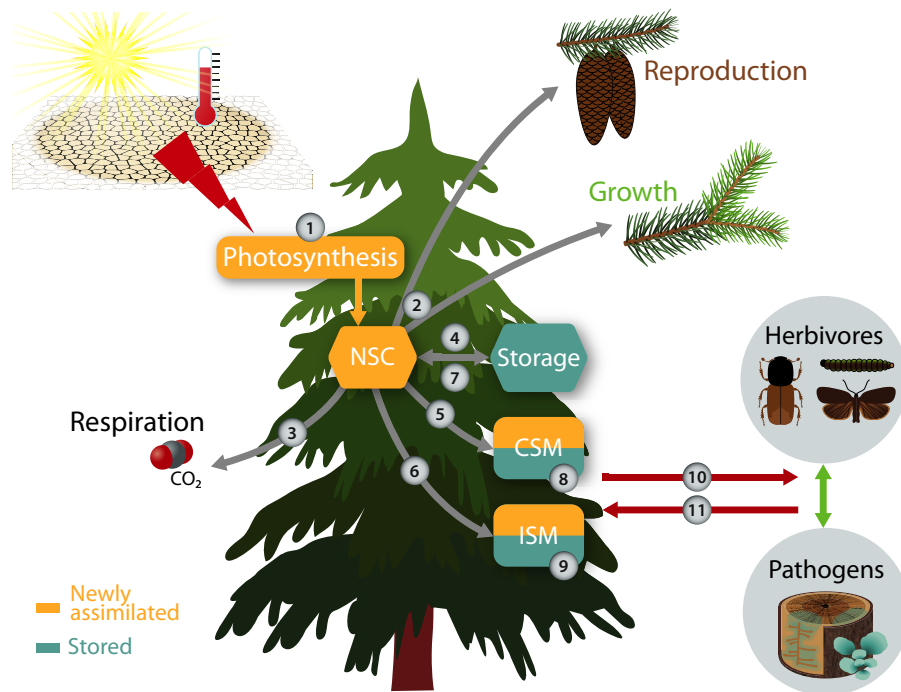 Reproduction
Growth
1
Photosynthesis
2
NSC
4
7
Storage
Herbivores
Respiration
3
CO₂
5
CSM
8
6
10
11
ISM
9
Pathogens
Newly
assimilated
Stored